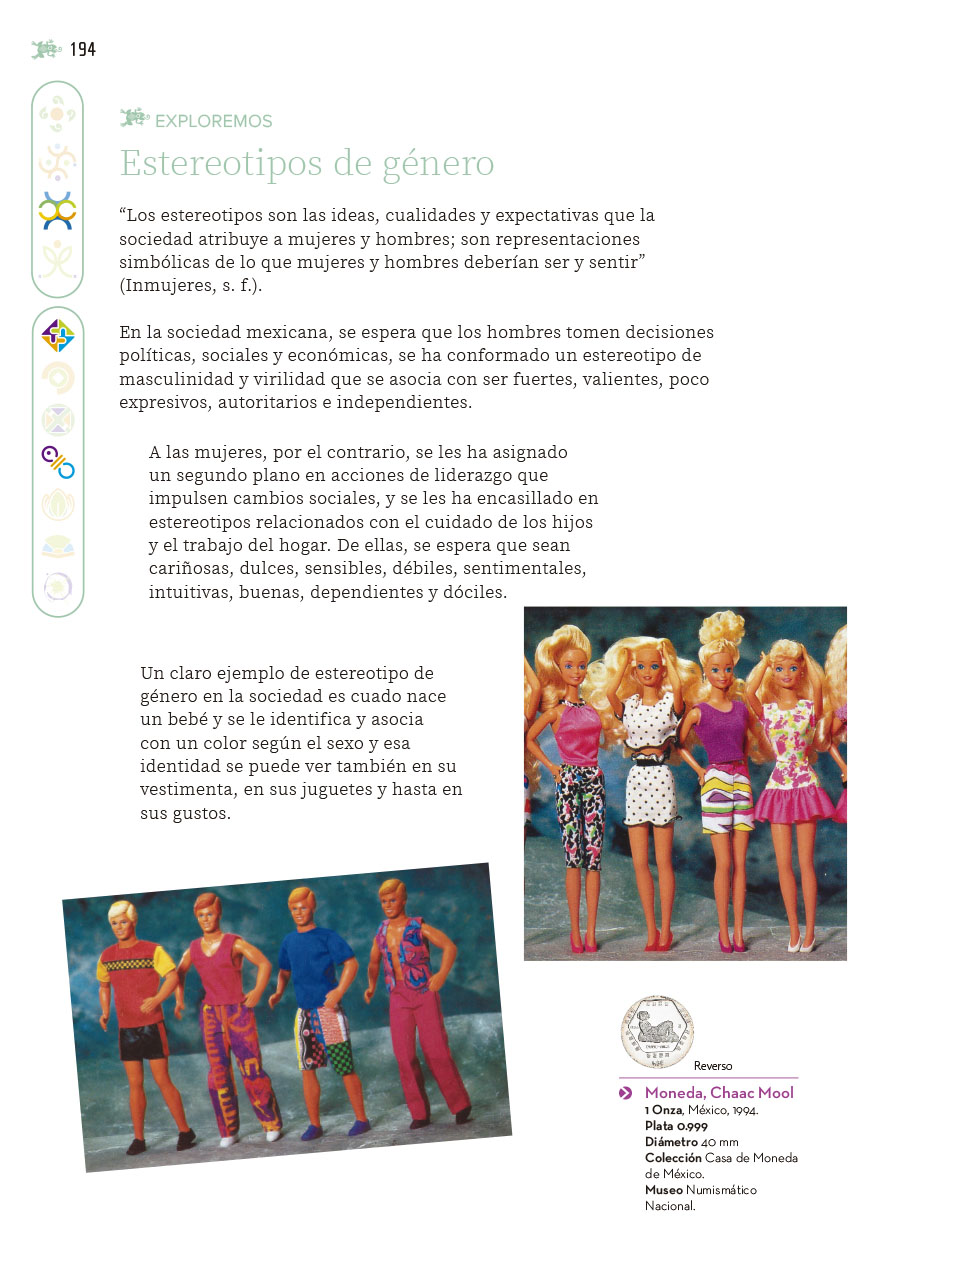 194
EXPLOREMOS
Estereotipos de género
“Los estereotipos son las ideas, cualidades y expectativas que la
sociedad atribuye a mujeres y hombres; son representaciones
simbólicas de lo que mujeres y hombres deberían ser y sentir”
(Inmujeres, s. f.).
En la sociedad mexicana, se espera que los hombres tomen decisiones
políticas, sociales y económicas, se ha conformado un estereotipo de
masculinidad y virilidad que se asocia con ser fuertes, valientes, poco
expresivos, autoritarios e independientes.
A las mujeres, por el contrario, se les ha asignado
un segundo plano en acciones de liderazgo que
impulsen cambios sociales, y se les ha encasillado en
estereotipos relacionados con el cuidado de los hijos
y el trabajo del hogar. De ellas, se espera que sean
cariñosas, dulces, sensibles, débiles, sentimentales,
intuitivas, buenas, dependientes y dóciles.
Un claro ejemplo de estereotipo de
género en la sociedad es cuado nace
un bebé y se le identifica y asocia
con un color según el sexo y esa
identidad se puede ver también en su
vestimenta, en sus juguetes y hasta en
sus gustos.
Reverso
Moneda, Chaac Mool
1 Onza, México, 1994.
Plata 0.999
Diámetro 40 mm
Colección Casa de Moneda
de México.
Museo Numismático
Nacional.